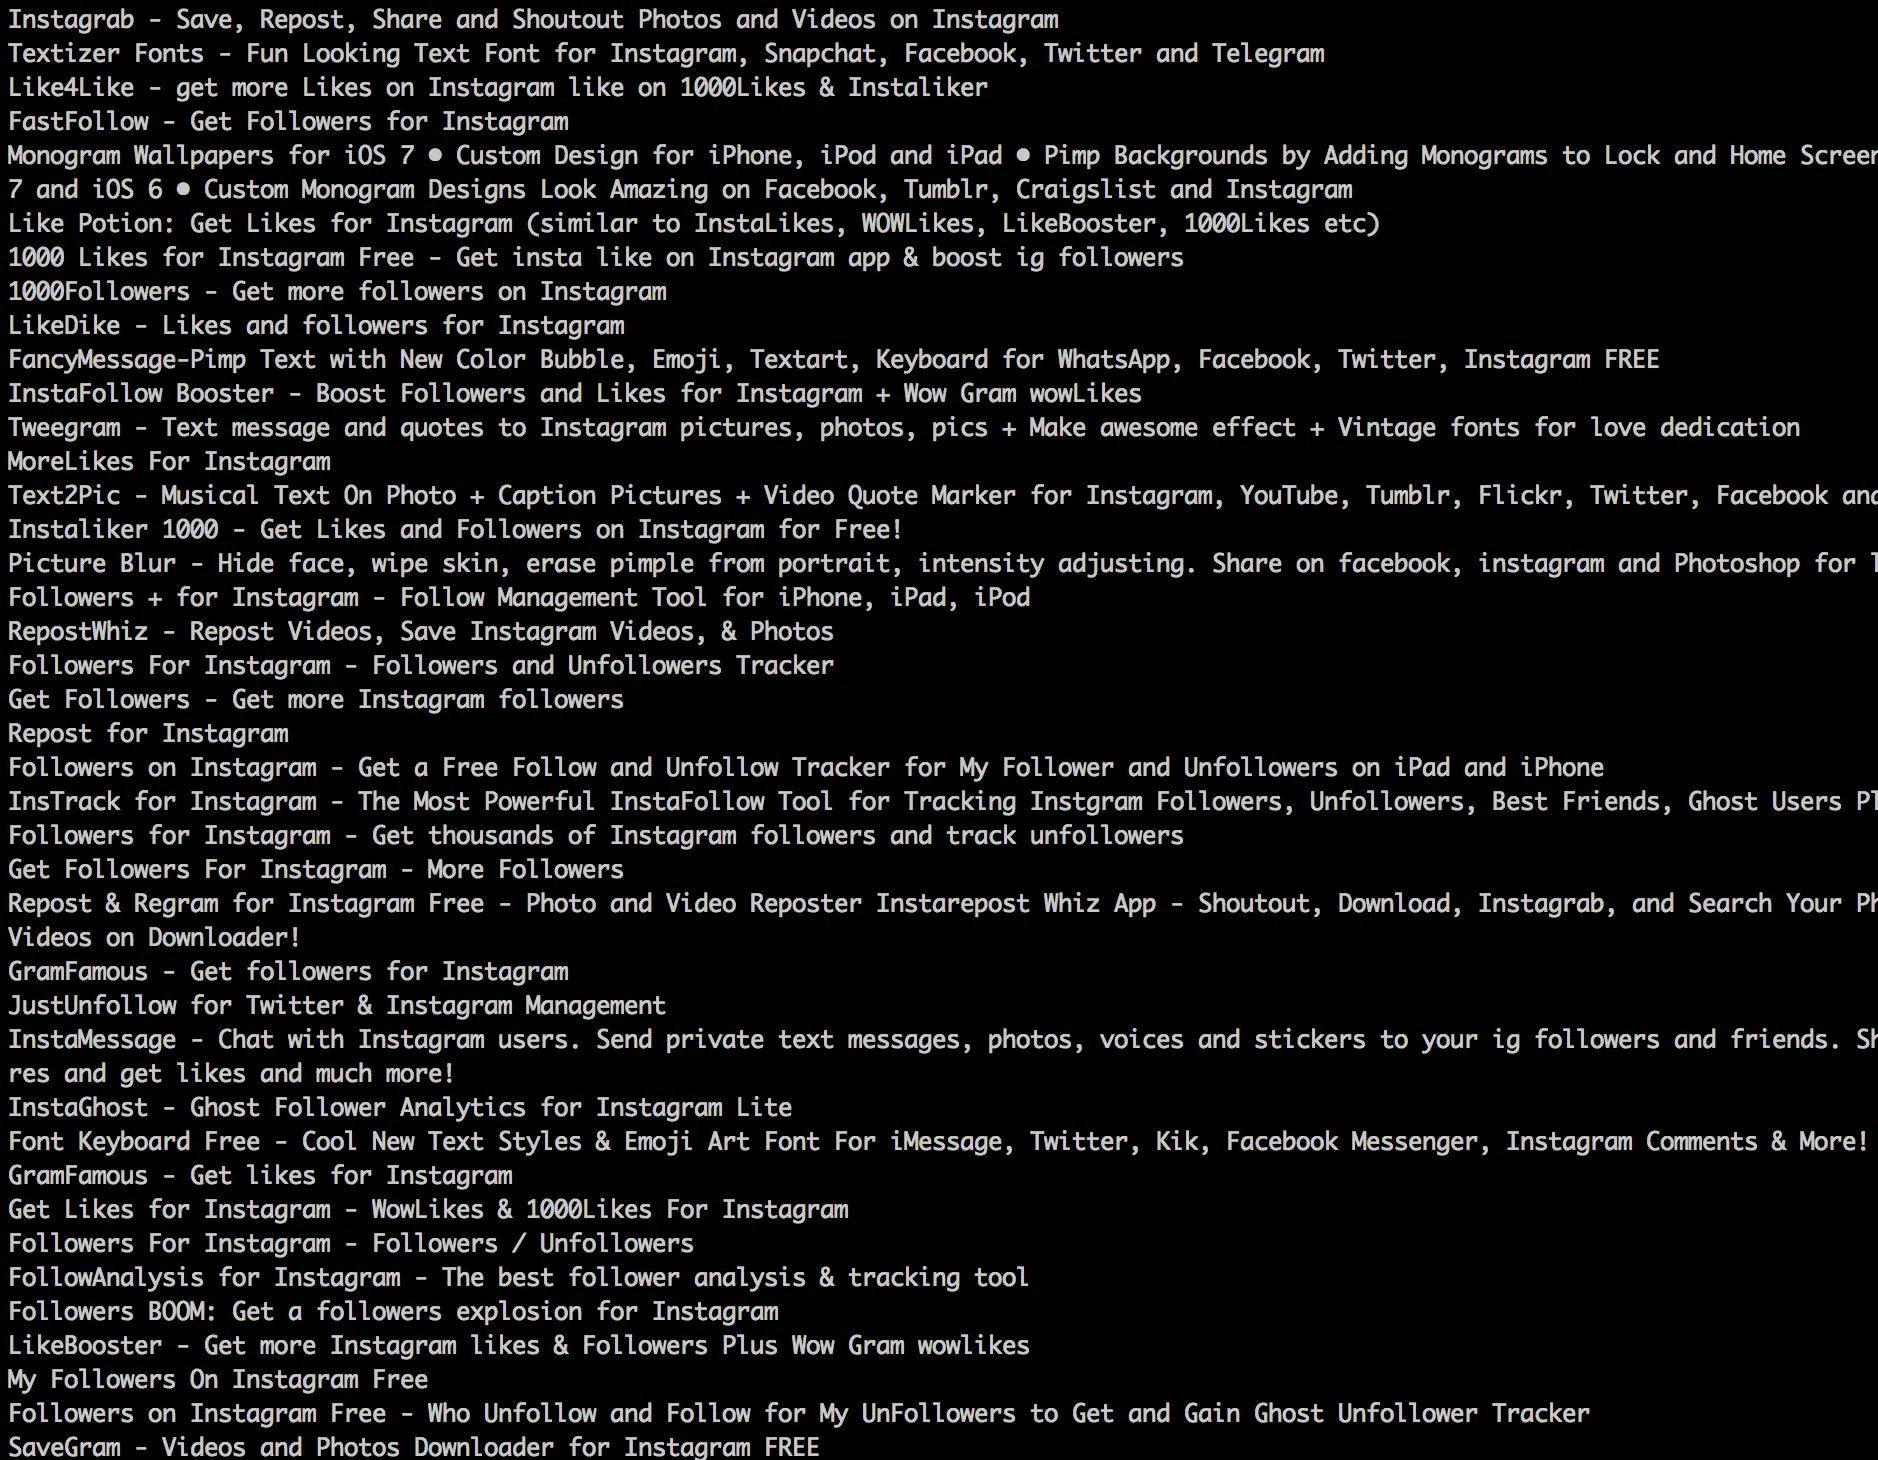 Instagrab - Save, Repost, Share and Shoutout Photos and Videos on Instagram
Textizer Fonts - Fun Looking Text Font for Instagram, Snapchat, Facebook, Twitter and Telegram
Like4Like - get more Likes on Instagram like on 1000Likes & Instaliker
FastFollow - Get Followers for Instagram
Monogram Wallpapers for iOS 7 ● Custom Design for iPhone, iPod and iPad ● Pimp Backgrounds by Adding Monograms to Lock and Home Screen
7 and iOS 6 ● Custom Monogram Designs Look Amazing on Facebook, Tumblr, Craigslist and Instagram
Like Potion: Get Likes for Instagram (similar to InstaLikes, WOWLikes, LikeBooster, 1000Likes etc)
1000 Likes for Instagram Free - Get insta like on Instagram app & boost ig followers
1000Followers - Get more followers on Instagram
LikeDike - Likes and followers for Instagram
FancyMessage-Pimp Text with New Color Bubble, Emoji, Textart, Keyboard for WhatsApp, Facebook, Twitter, Instagram FREE
InstaFollow Booster - Boost Followers and Likes for Instagram + Wow Gram wowLikes
Tweegram - Text message and quotes to Instagram pictures, photos, pics + Make awesome effect + Vintage fonts for love dedication
MoreLikes For Instagram
Text2Pic - Musical Text On Photo + Caption Pictures + Video Quote Marker for Instagram, YouTube, Tumblr, Flickr, Twitter, Facebook and
Instaliker 1000 - Get Likes and Followers on Instagram for Free!
Picture Blur - Hide face, wipe skin, erase pimple from portrait, intensity adjusting. Share on facebook, instagram and Photoshop for
Followers + for Instagram - Follow Management Tool for iPhone, iPad, iPod
RepostWhiz - Repost Videos, Save Instagram Videos, & Photos
Followers For Instagram - Followers and Unfollowers Tracker
Get Followers - Get more Instagram followers
Repost for Instagram
Followers on Instagram - Get a Free Follow and Unfollow Tracker for My Follower and Unfollowers on iPad and iPhone
InsTrack for Instagram - The Most Powerful InstaFollow Tool for Tracking Instgram Followers, Unfollowers, Best Friends, Ghost Users
Followers for Instagram - Get thousands of Instagram followers and track unfollowers
Get Followers For Instagram - More Followers
Repost & Regram for Instagram Free - Photo and Video Reposter Instarepost Whiz App - Shoutout, Download, Instagrab, and Search Your
Videos on Downloader!
GramFamous - Get followers for Instagram
JustUnfollow for Twitter & Instagram Management
InstaMessage - Chat with Instagram users. Send private text messages, photos, voices and stickers to your ig followers and friends.
res and get likes and much more!
InstaGhost - Ghost Follower Analytics for Instagram Lite
Font Keyboard Free - Cool New Text Styles & Emoji Art Font For iMessage, Twitter, Kik, Facebook Messenger, Instagram Comments & More!
GramFamous - Get likes for Instagram
Get Likes for Instagram - WowLikes & 1000Likes For Instagram
Followers For Instagram - Followers / Unfollowers
FollowAnalysis for Instagram - The best follower analysis & tracking tool
Followers BOOM: Get a followers explosion for Instagram
LikeBooster - Get more Instagram likes & Followers Plus Wow Gram wowlikes
My Followers On Instagram Free
Followers on Instagram Free - Who Unfollow and Follow for My UnFollowers to Get and Gain Ghost Unfollower Tracker
SaveGram - Videos and Photos Downloader for Instagram FREE